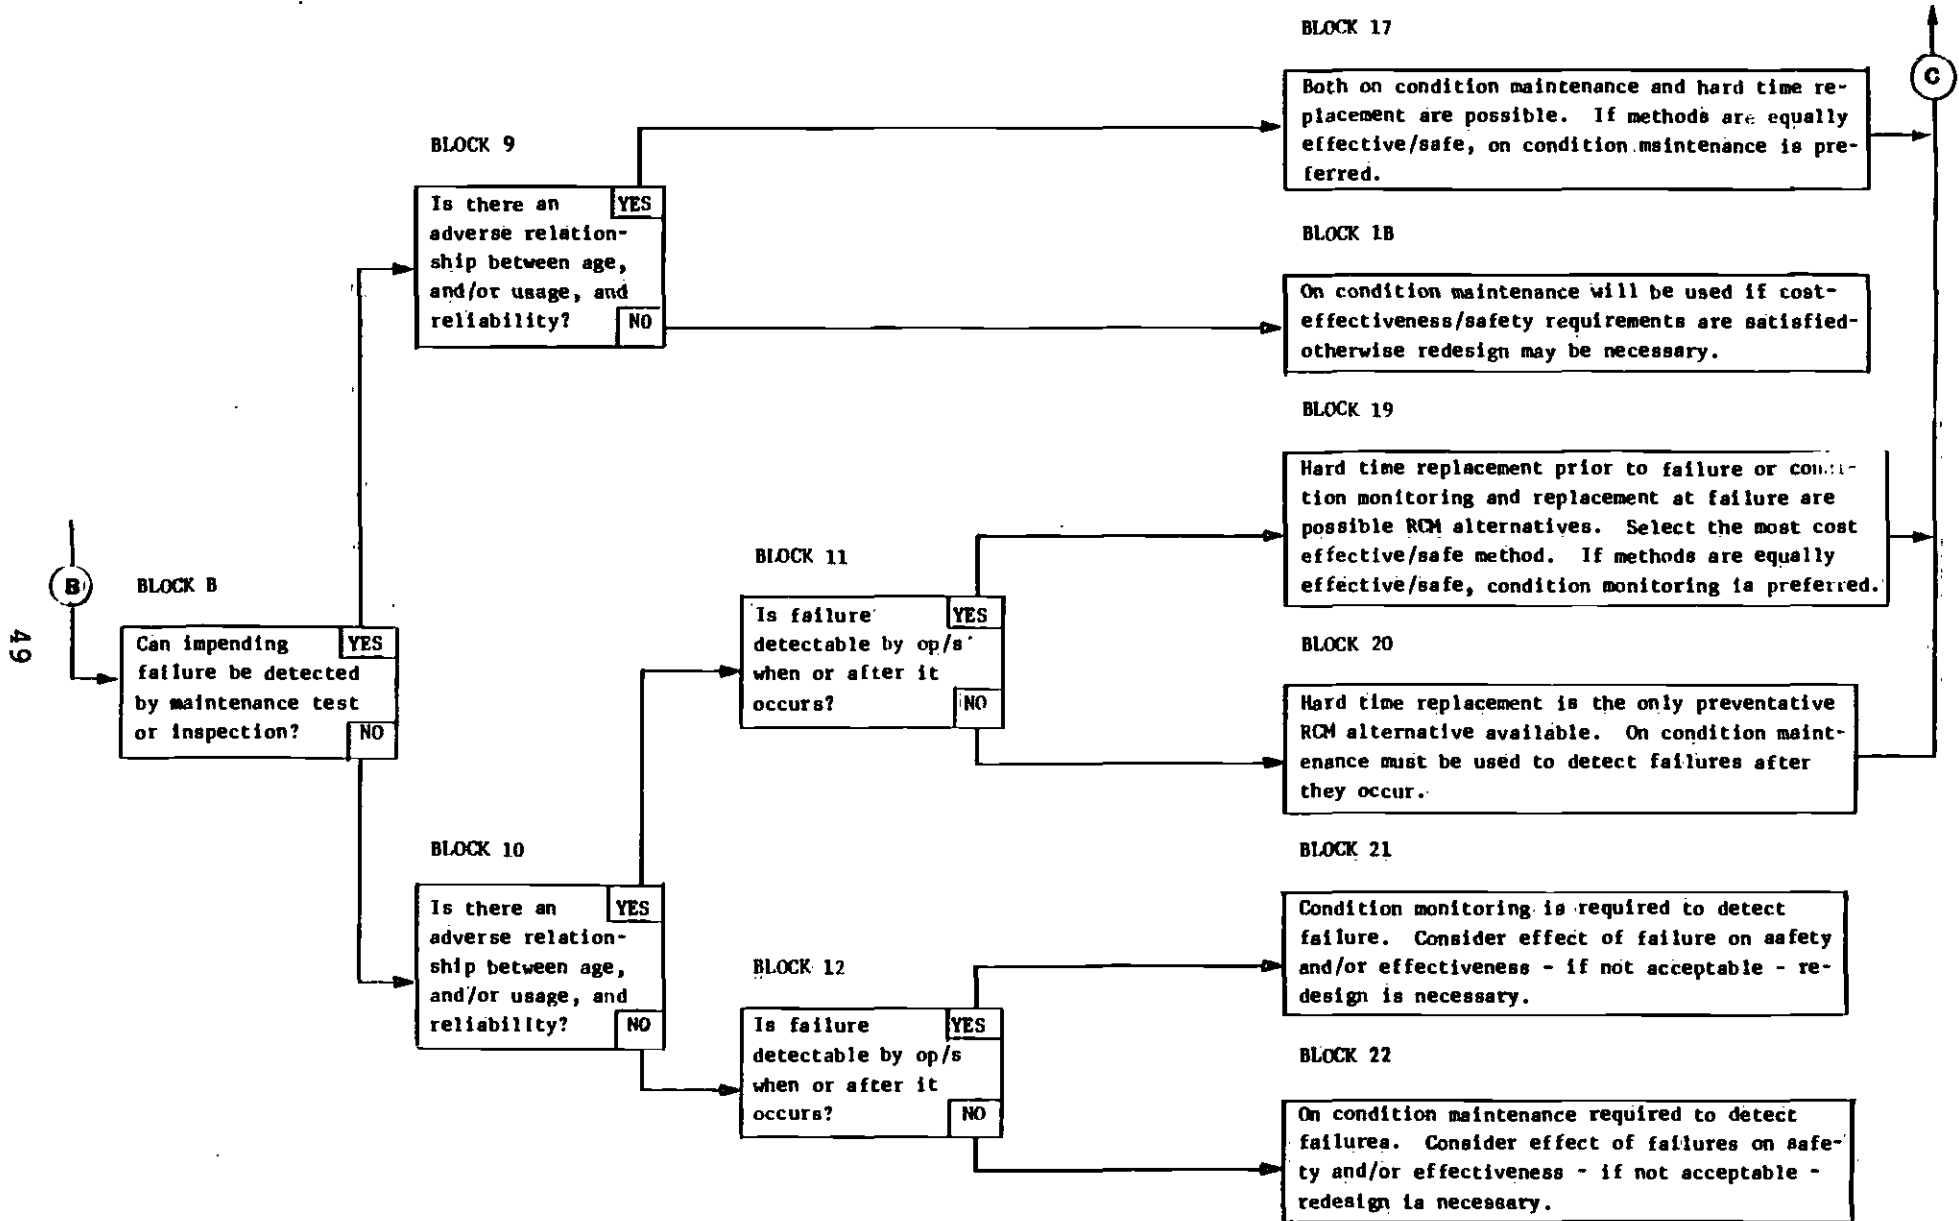 BLOCK 17
C
Both on condition maintenance and hard time re-
placement are possible. If methods are equally
effective/safe, on condition maintenance is pre-
ferred.
BLOCK 9
Is there an YES
adverse relation-
ship between age,
and/or usage, and
reliability? NO
BLOCK 18
On condition maintenance will be used if cost-
effectiveness/safety requirements are satisfied-
otherwise redesign may be necessary.
BLOCK 19
Hard time replacement prior to failure or condi-
tion monitoring and replacement at failure are
possible RCM alternatives. Select the most cost
effective/safe method. If methods are equally
effective/safe, condition monitoring is preferred.
B
BLOCK 8
Can impending YES
failure be detected
by maintenance test
or inspection? NO
49
BLOCK 11
Is failure YES
detectable by op/s
when or after it
occurs? NO
BLOCK 20
Hard time replacement is the only preventative
RCM alternative available. On condition maint-
enance must be used to detect failures after
they occur.
BLOCK 10
Is there an YES
adverse relation-
ship between age,
and/or usage, and
reliability? NO
BLOCK 21
Condition monitoring is required to detect
failure. Consider effect of failure on safety
and/or effectiveness - if not acceptable - re-
design is necessary.
BLOCK 12
Is failure YES
detectable by op/s
when or after it
occurs? NO
BLOCK 22
On condition maintenance required to detect
failures. Consider effect of failures on safe-
ty and/or effectiveness - if not acceptable -
redesign is necessary.